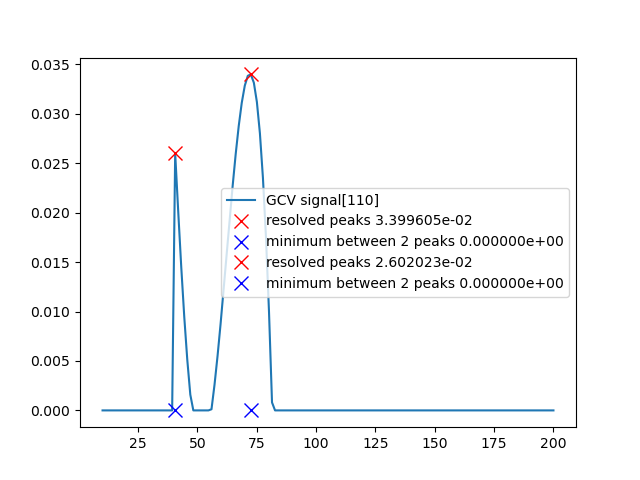 0.035
0.030
0.025
0.020
0.015
0.010
0.005
0.000
GCV signal[110]
resolved peaks 3.399605e-02
minimum between 2 peaks 0.000000e+00
resolved peaks 2.602023e-02
minimum between 2 peaks 0.000000e+00
25 50 75 100 125 150 175 200